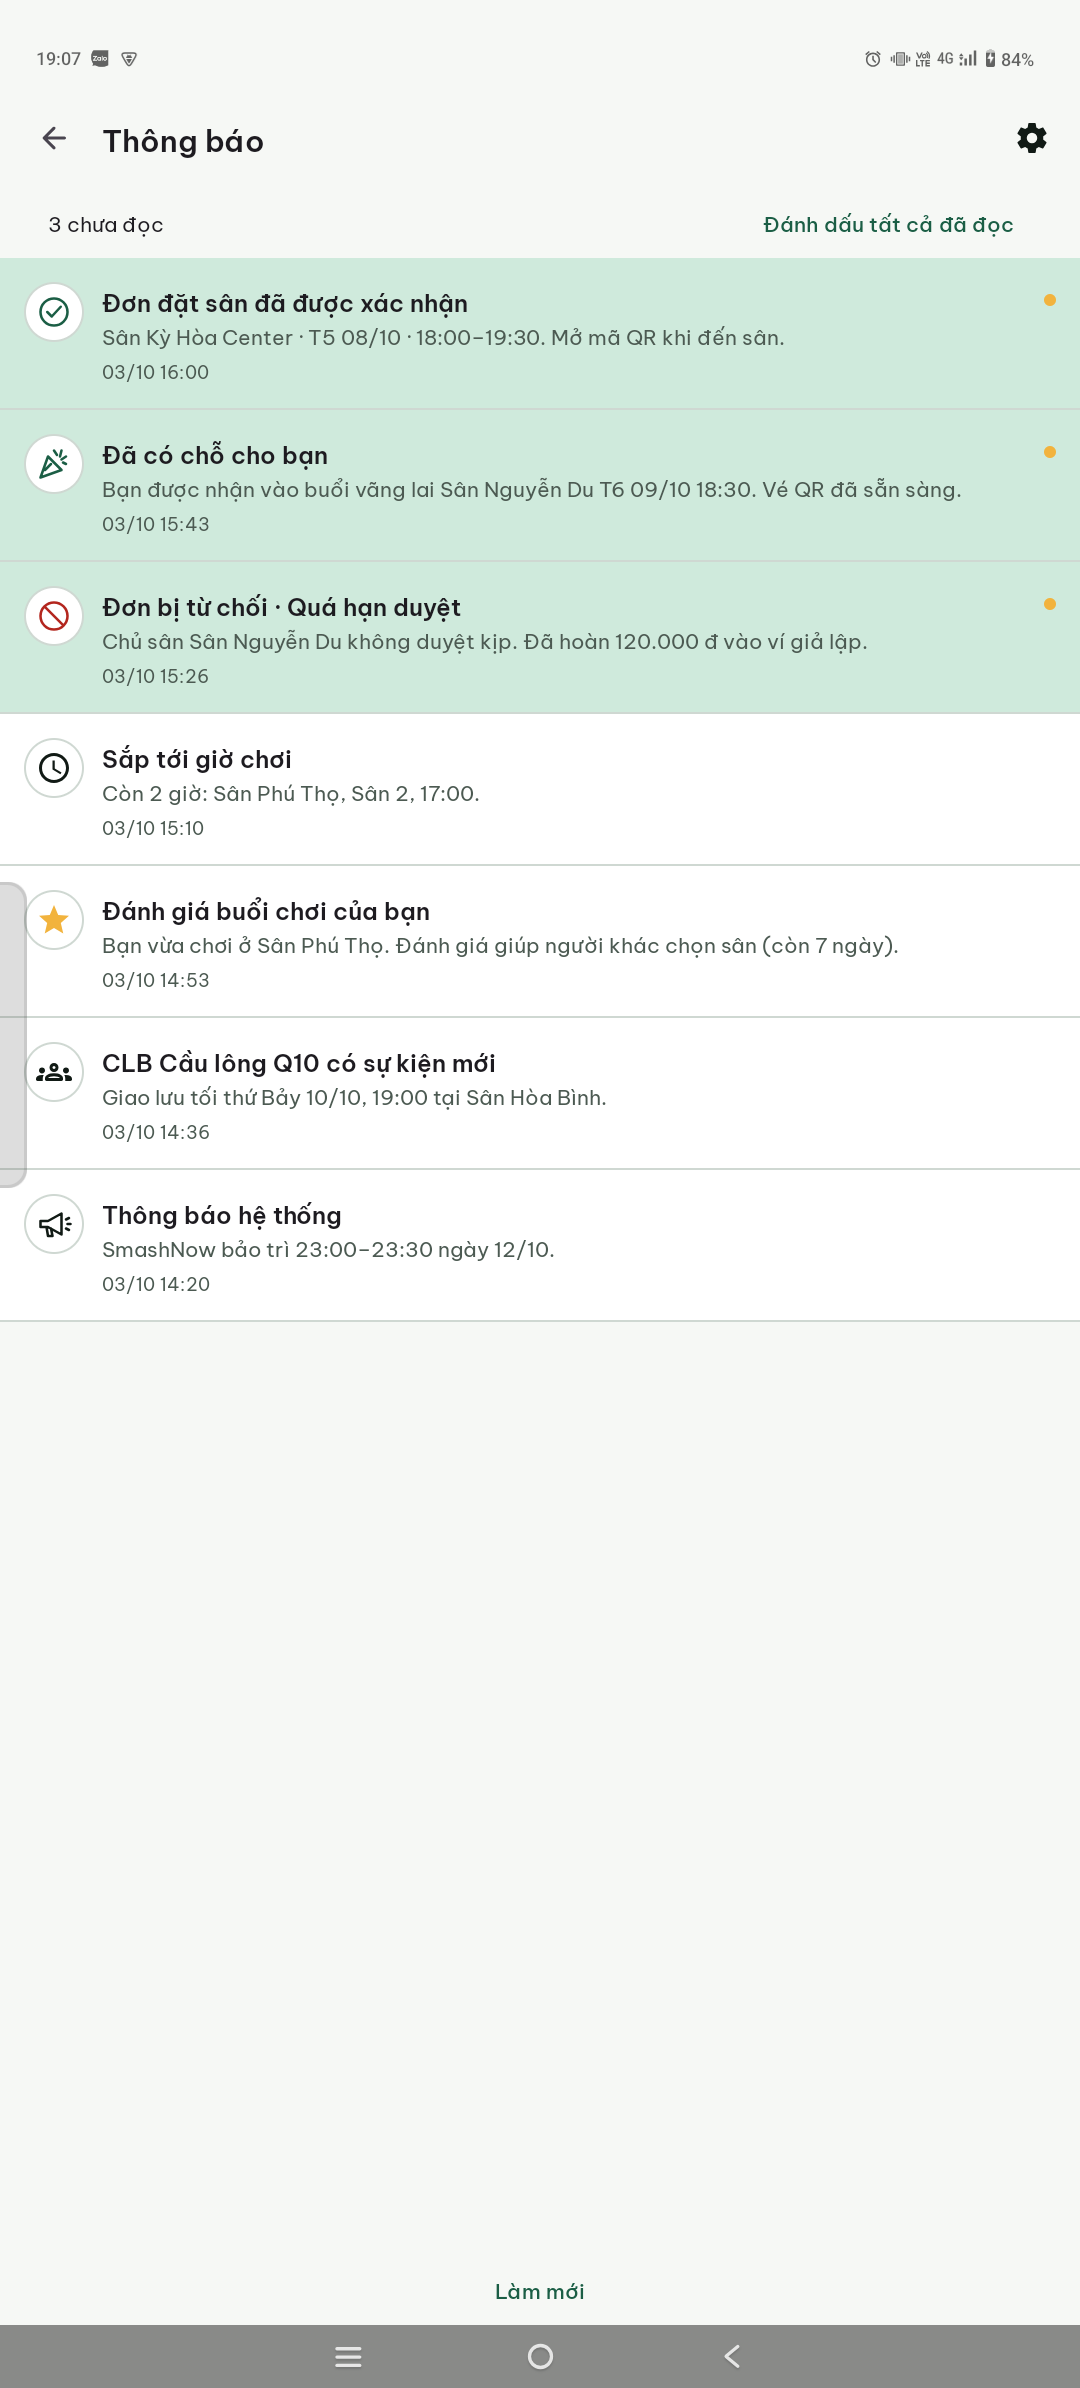 19:07 Zalo
Vo) LTE 4G 84%
Thông báo
3 chưa đọc
Đánh dấu tất cả đã đọc
Đơn đặt sân đã được xác nhận
Sân Kỳ Hòa Center · T5 08/10 · 18:00–19:30. Mở mã QR khi đến sân.
03/10 16:00
Đã có chỗ cho bạn
Bạn được nhận vào buổi vãng lai Sân Nguyễn Du T6 09/10 18:30. Vé QR đã sẵn sàng.
03/10 15:43
Đơn bị từ chối · Quá hạn duyệt
Chủ sân Sân Nguyễn Du không duyệt kịp. Đã hoàn 120.000 đ vào ví giả lập.
03/10 15:26
Sắp tới giờ chơi
Còn 2 giờ: Sân Phú Thọ, Sân 2, 17:00.
03/10 15:10
Đánh giá buổi chơi của bạn
Bạn vừa chơi ở Sân Phú Thọ. Đánh giá giúp người khác chọn sân (còn 7 ngày).
03/10 14:53
CLB Cầu lông Q10 có sự kiện mới
Giao lưu tối thứ Bảy 10/10, 19:00 tại Sân Hòa Bình.
03/10 14:36
Thông báo hệ thống
SmashNow bảo trì 23:00–23:30 ngày 12/10.
03/10 14:20
Làm mới